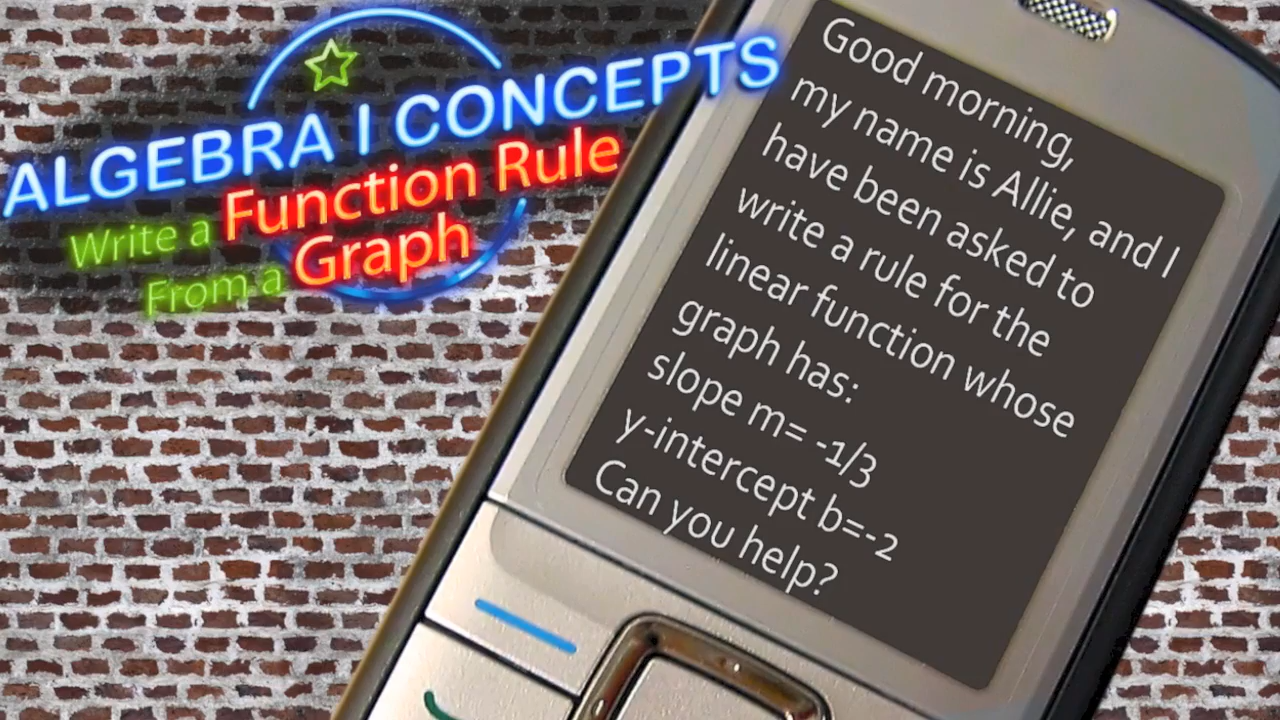 ALGEBRA I CONCEPTS
Write a Function Rule
From a Graph
Good morning,
my name is Allie, and I
have been asked to
write a rule for the
linear function whose
graph has:
slope m= -1/3
y-intercept b=-2
Can you help?